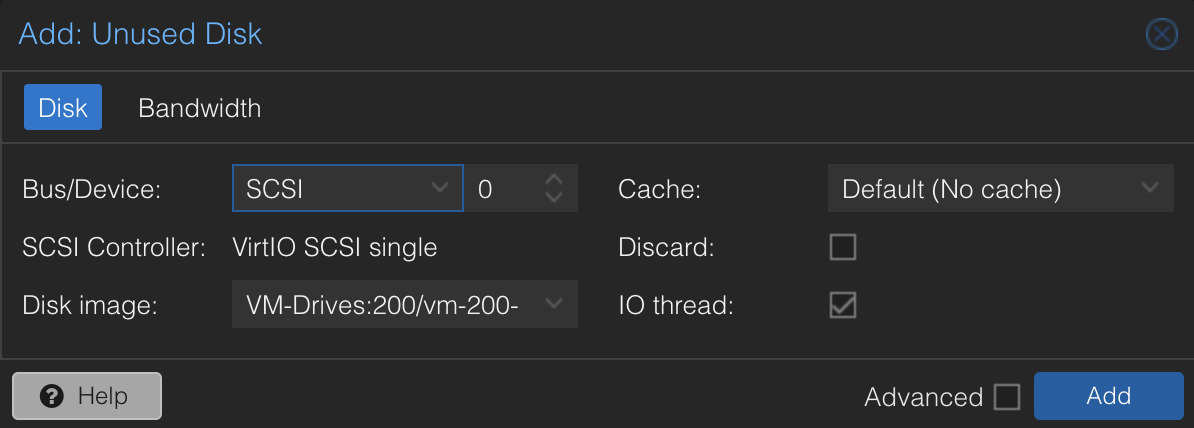 Add: Unused Disk
Disk Bandwidth
Bus/Device: SCSI 0 Cache: Default (No cache)
SCSI Controller: VirtIO SCSI single Discard:
Disk image: VM-Drives:200/vm-200- IO thread:
Help Advanced Add